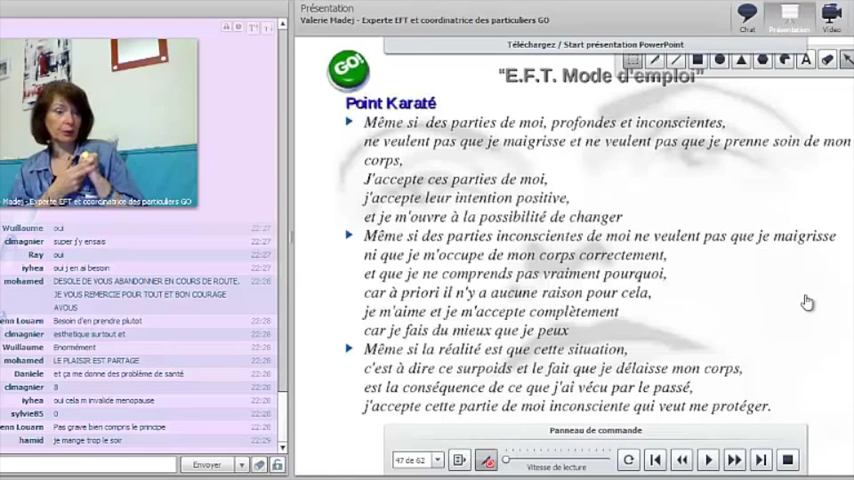 Présentation
Valerie Madej - Experte EFT et coordinatrice des particuliers GO
Chat
Présentation
Video
Téléchargez / Start présentation PowerPoint
GO!
"E.F.T. Mode d'emploi"
Point Karaté
Même si des parties de moi, profondes et inconscientes,
ne veulent pas que je maigrisse et ne veulent pas que je prenne soin de mon
corps,
J'accepte ces parties de moi,
j'accepte leur intention positive,
et je m'ouvre à la possibilité de changer
Même si des parties inconscientes de moi ne veulent pas que je maigrisse
ni que je m'occupe de mon corps correctement,
et que je ne comprends pas vraiment pourquoi,
car à priori il n'y a aucune raison pour cela,
je m'aime et je m'accepte complètement
car je fais du mieux que je peux
Même si la réalité est que cette situation,
c'est à dire ce surpoids et le fait que je délaisse mon corps,
est la conséquence de ce que j'ai vécu par le passé,
j'accepte cette partie de moi inconsciente qui veut me protéger.
Madej - Experte EFT et coordinatrice des particuliers GO
Wuillaume oui 22:27
clmagnier super j'y ensais 22:27
Ray oui 22:27
iyhea oui j en ai besoin 22:28
mohamed DESOLE DE VOUS ABANDONNER EN COURS DE ROUTE. 22:28
JE VOUS REMERCIE POUR TOUT ET BON COURAGE
AVOUS
enn Louarn Besoin d'en prendre plutot 22:28
clmagnier esthetique surtout et 22:28
Wuillaume Enormément 22:28
mohamed LE PLAISIR EST PARTAGE 22:28
Daniele et ça me donne des problème de santé 22:28
clmagnier 8 22:28
iyhea oui cela m invalide menopause 22:28
sylvie85 0 22:28
enn Louarn Pas grave bien compris le principe 22:28
hamid je mange trop le soir 22:29
Envoyer
Panneau de commande
47 de 62
Vitesse de lecture